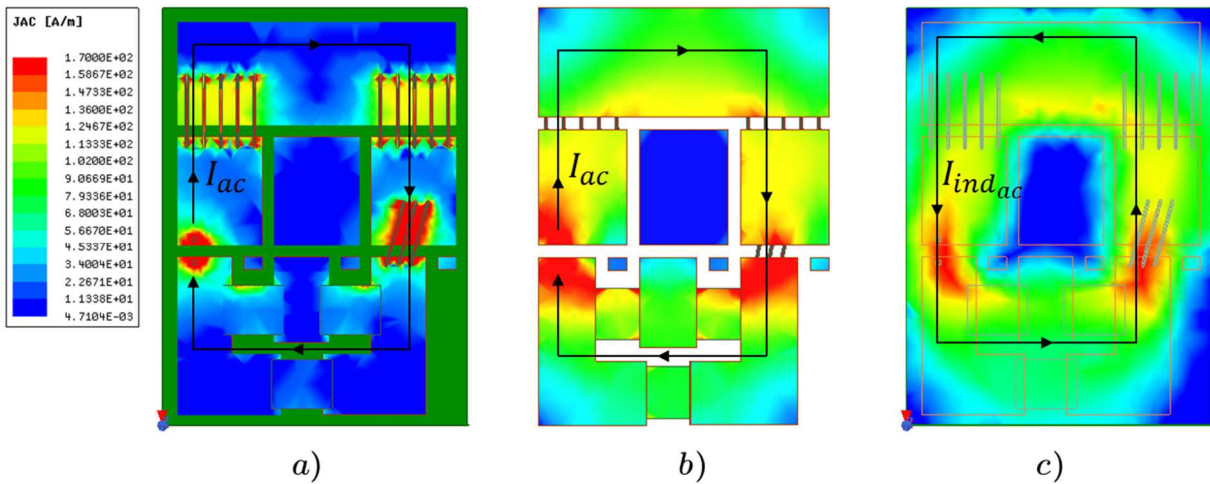 JAC [A/m]
1.7000E+02
1.5867E+02
1.4733E+02
1.3600E+02
1.2467E+02
1.1333E+02
1.0200E+02
9.0669E+01
7.9336E+01
6.8003E+01
5.6670E+01
4.5337E+01
3.4004E+01
2.2671E+01
1.1338E+01
4.7104E-03
I_ac
I_ac
I_ind_ac
a)
b)
c)